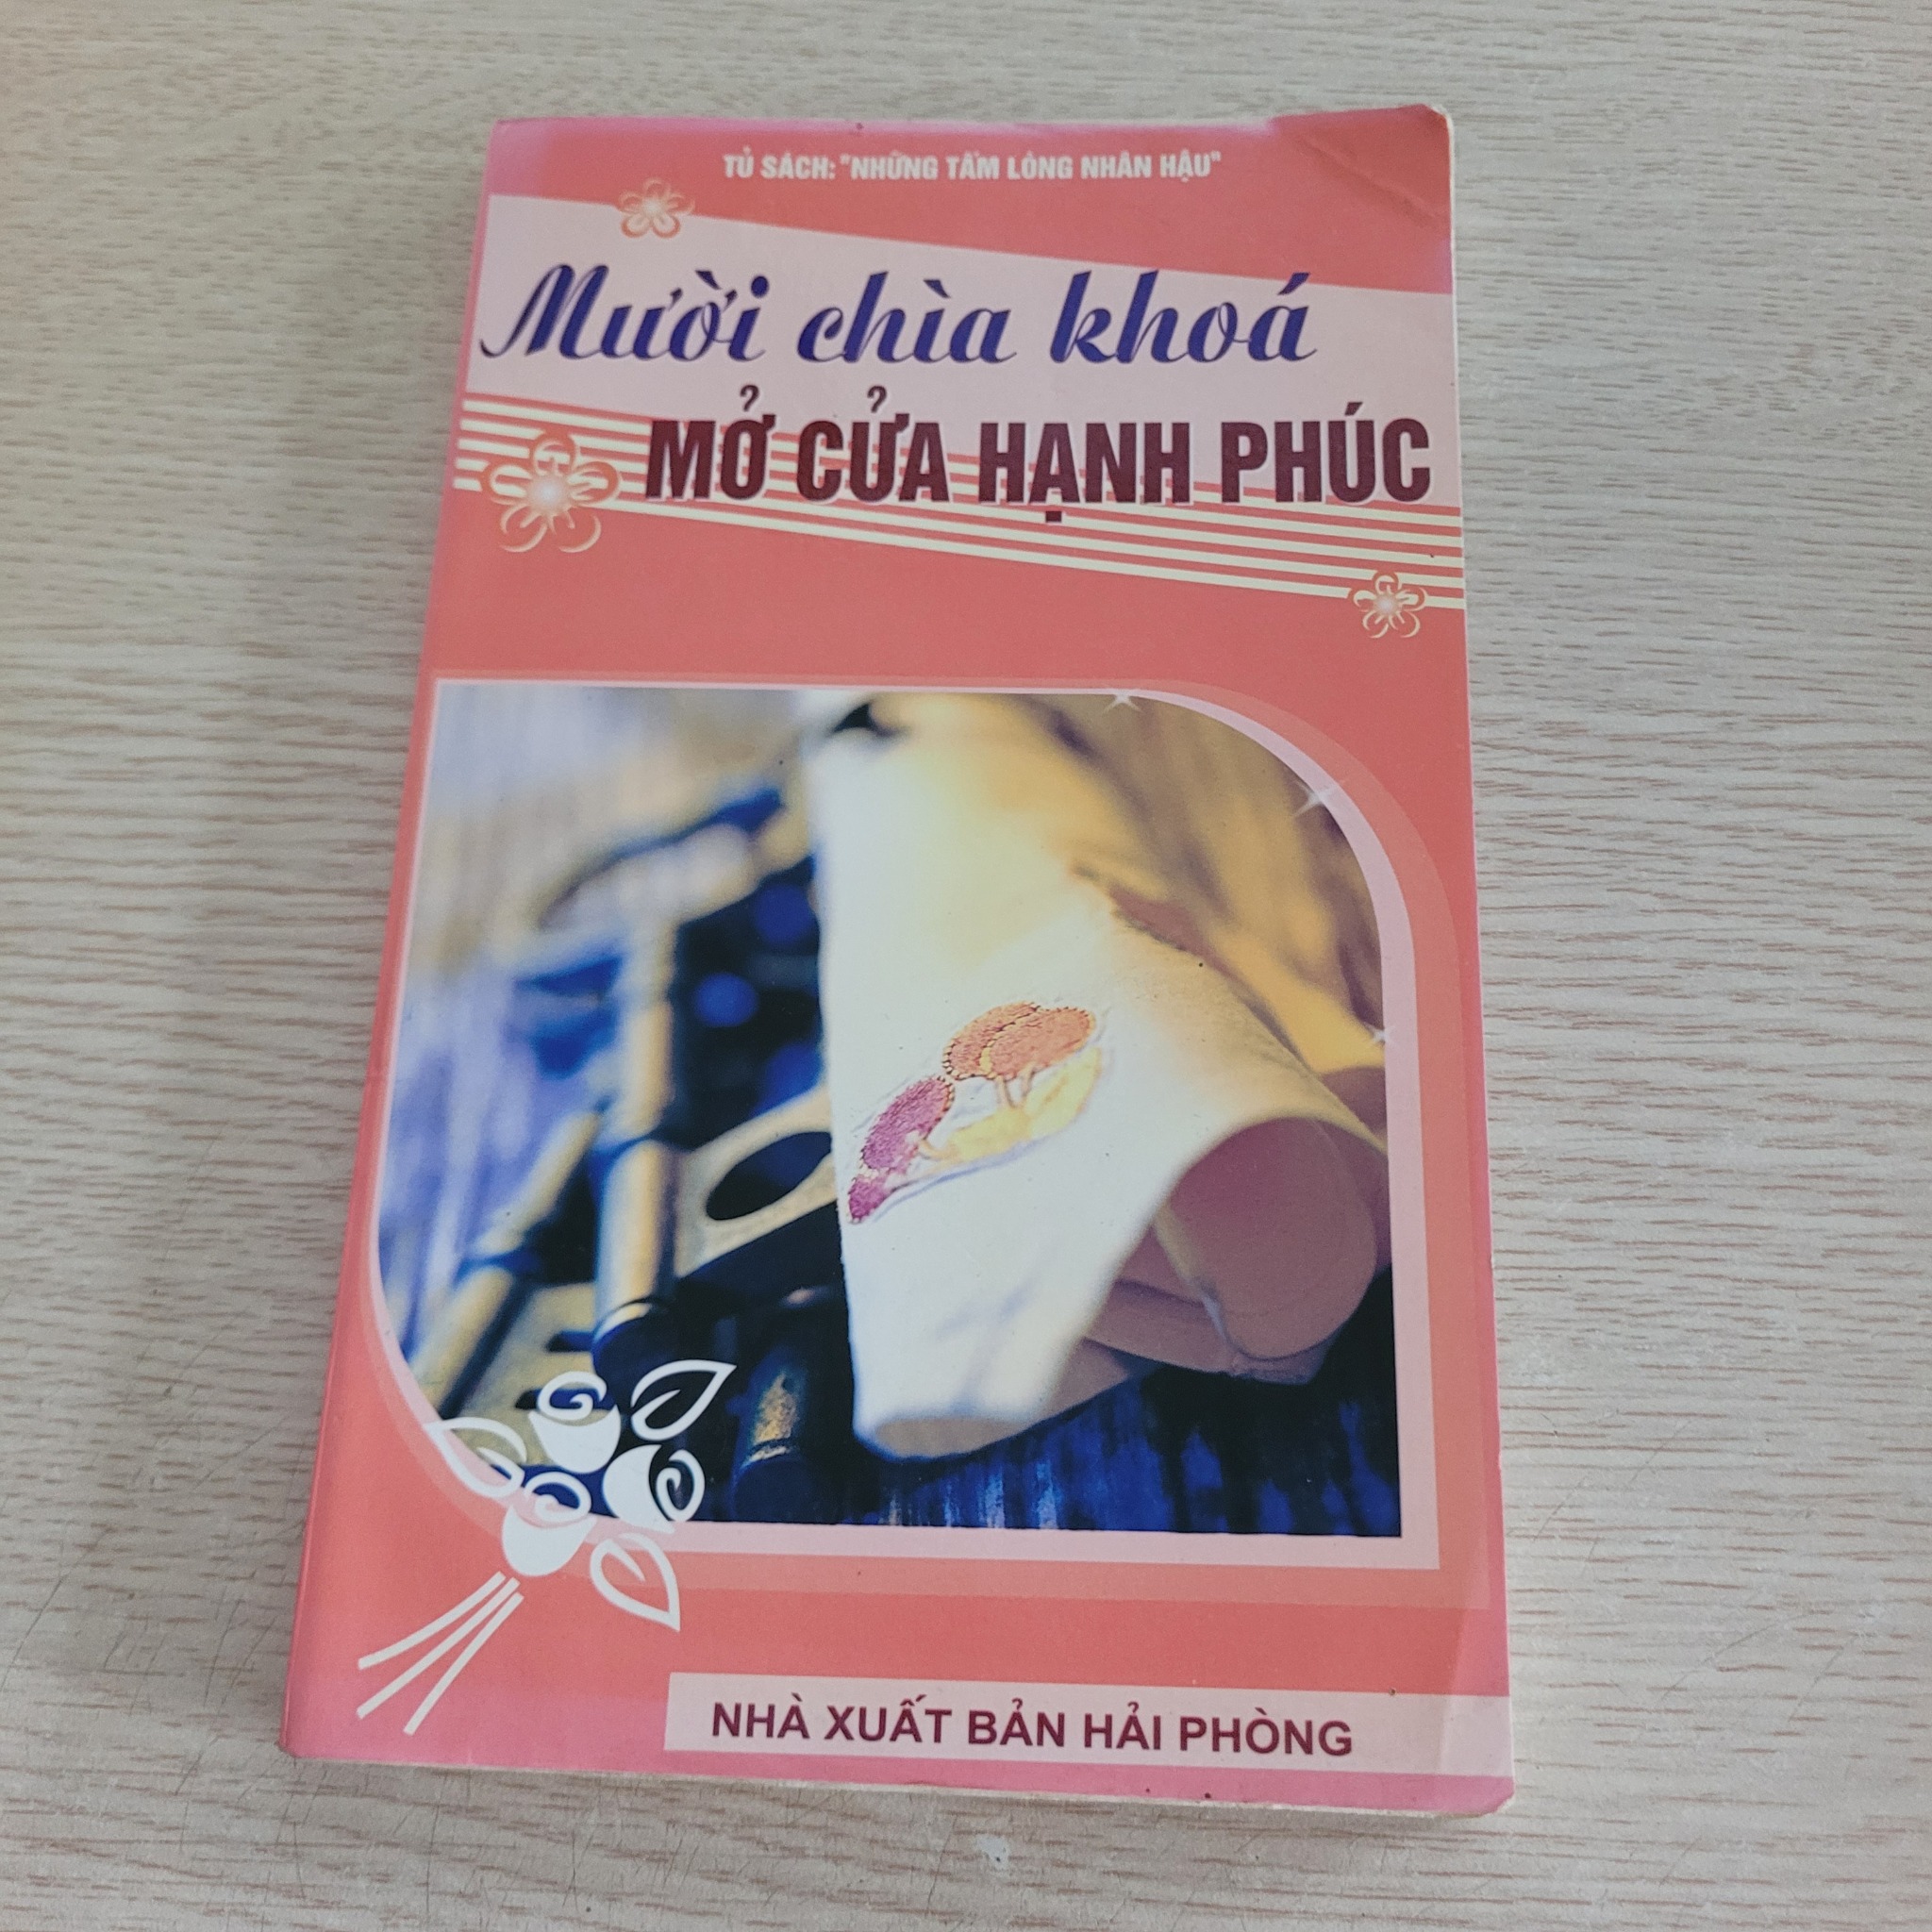 TỦ SÁCH: "NHỮNG TẤM LÒNG NHÂN HẬU"
Mười chìa khoá
MỞ CỬA HẠNH PHÚC
NHÀ XUẤT BẢN HẢI PHÒNG